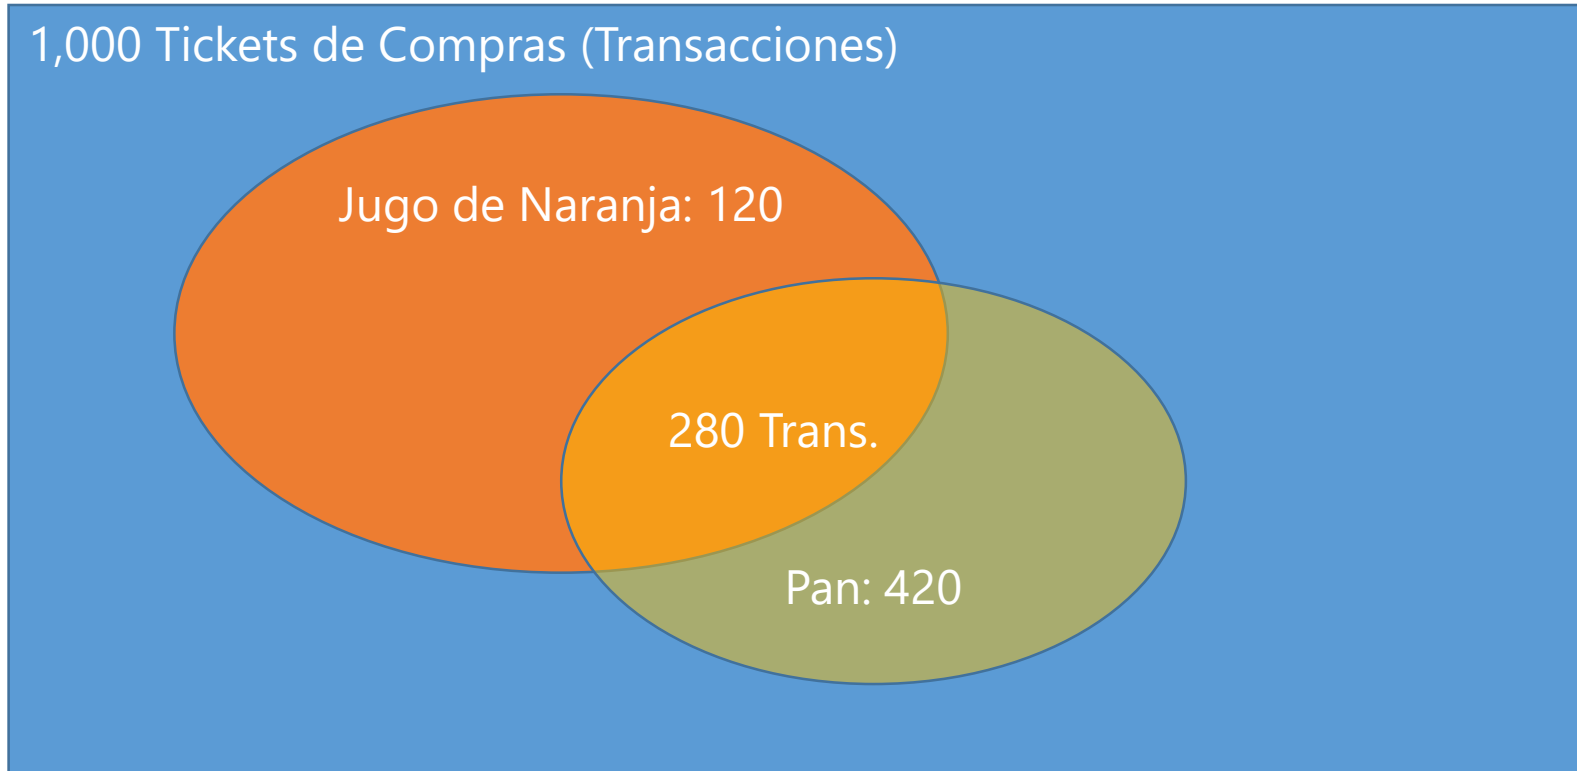 1,000 Tickets de Compras (Transacciones)
Jugo de Naranja: 120
280 Trans.
Pan: 420